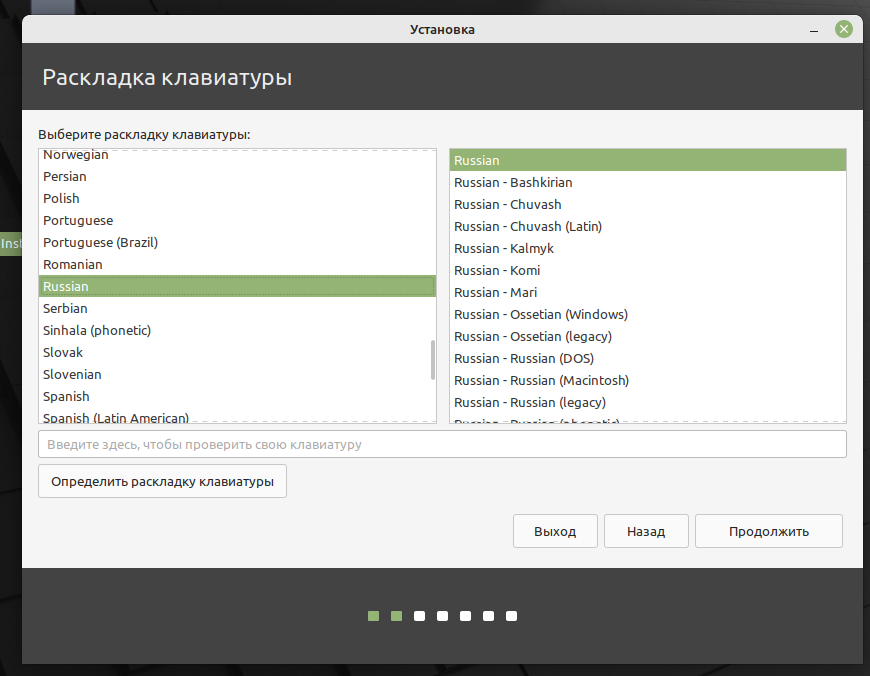 Установка
Раскладка клавиатуры
Выберите раскладку клавиатуры:
Norwegian
Persian
Polish
Portuguese
Portuguese (Brazil)
Romanian
Russian
Serbian
Sinhala (phonetic)
Slovak
Slovenian
Spanish
Spanish (Latin American)
Russian
Russian - Bashkirian
Russian - Chuvash
Russian - Chuvash (Latin)
Russian - Kalmyk
Russian - Komi
Russian - Mari
Russian - Ossetian (Windows)
Russian - Ossetian (legacy)
Russian - Russian (DOS)
Russian - Russian (Macintosh)
Russian - Russian (legacy)
Russian - Russian (phonetic)
Inst
Введите здесь, чтобы проверить свою клавиатуру
Определить раскладку клавиатуры
Выход
Назад
Продолжить